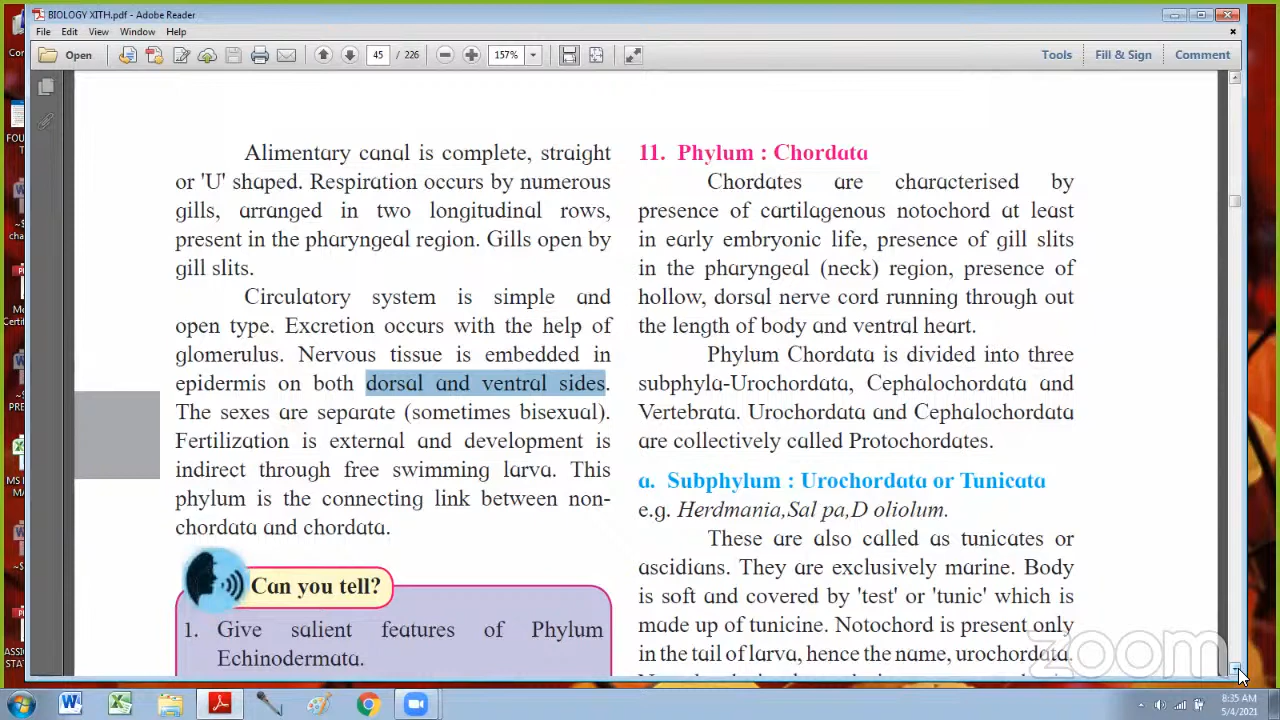 BIOLOGY XITH.pdf - Adobe Reader
File Edit View Window Help
Open 45 / 226 157% Tools Fill & Sign Comment
Alimentary canal is complete, straight
or 'U' shaped. Respiration occurs by numerous
gills, arranged in two longitudinal rows,
present in the pharyngeal region. Gills open by
gill slits.
Circulatory system is simple and
open type. Excretion occurs with the help of
glomerulus. Nervous tissue is embedded in
epidermis on both dorsal and ventral sides.
The sexes are separate (sometimes bisexual).
Fertilization is external and development is
indirect through free swimming larva. This
phylum is the connecting link between non-
chordata and chordata.
Can you tell?
1. Give salient features of Phylum
Echinodermata.
11. Phylum : Chordata
Chordates are characterised by
presence of cartilagenous notochord at least
in early embryonic life, presence of gill slits
in the pharyngeal (neck) region, presence of
hollow, dorsal nerve cord running through out
the length of body and ventral heart.
Phylum Chordata is divided into three
subphyla-Urochordata, Cephalochordata and
Vertebrata. Urochordata and Cephalochordata
are collectively called Protochordates.
a. Subphylum : Urochordata or Tunicata
e.g. Herdmania,Sal pa,D oliolum.
These are also called as tunicates or
ascidians. They are exclusively marine. Body
is soft and covered by 'test' or 'tunic' which is
made up of tunicine. Notochord is present only
in the tail of larva, hence the name, urochordata.
zoom
8:35 AM
5/4/2021